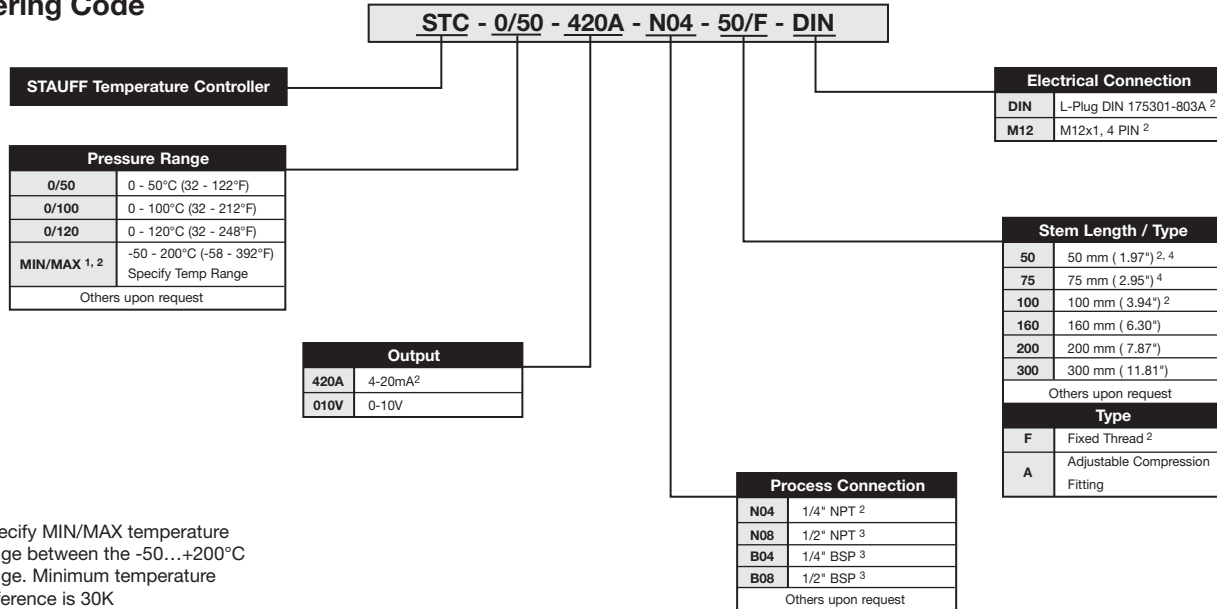 ering Code
STC - 0/50 - 420A - N04 - 50/F - DIN
STAUFF Temperature Controller
Pressure Range
0/50 0 - 50°C (32 - 122°F)
0/100 0 - 100°C (32 - 212°F)
0/120 0 - 120°C (32 - 248°F)
MIN/MAX 1, 2 -50 - 200°C (-58 - 392°F)
Specify Temp Range
Others upon request
Output
420A 4-20mA2
010V 0-10V
Process Connection
N04 1/4" NPT 2
N08 1/2" NPT 3
B04 1/4" BSP 3
B08 1/2" BSP 3
Others upon request
Electrical Connection
DIN L-Plug DIN 175301-803A 2
M12 M12x1, 4 PIN 2
Stem Length / Type
50 50 mm ( 1.97") 2, 4
75 75 mm ( 2.95") 4
100 100 mm ( 3.94") 2
160 160 mm ( 6.30")
200 200 mm ( 7.87")
300 300 mm ( 11.81")
Others upon request
Type
F Fixed Thread 2
A Adjustable Compression
Fitting
ecify MIN/MAX temperature
ge between the -50…+200°C
ge. Minimum temperature
ference is 30K